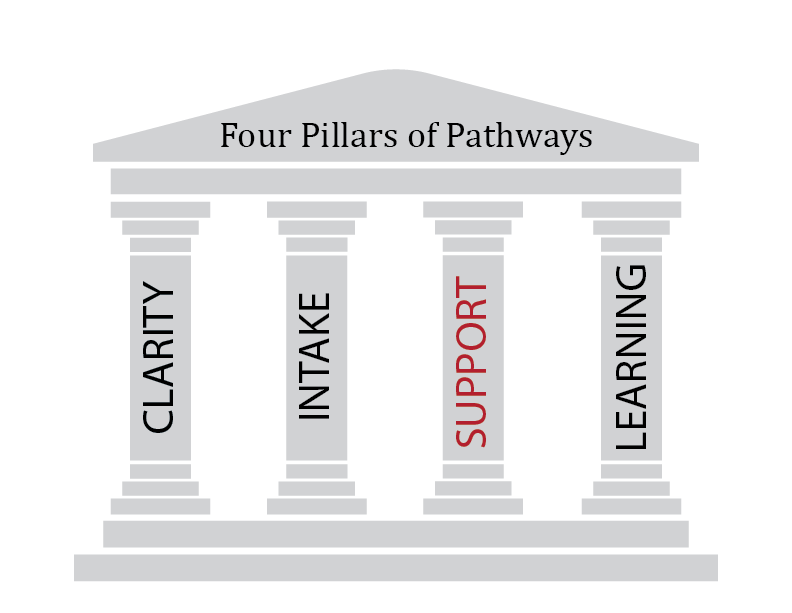 Four Pillars of Pathways
CLARITY
INTAKE
SUPPORT
LEARNING